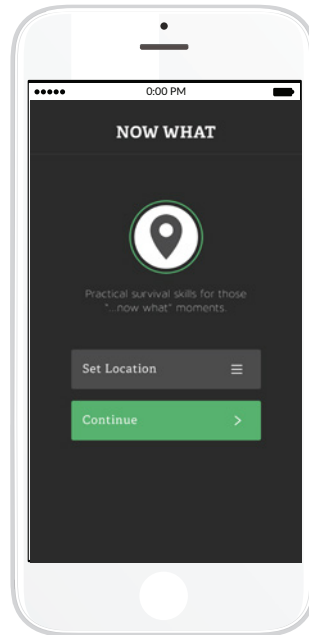 0:00 PM
NOW WHAT
Practical survival skills for those
"...now what" moments.
Set Location
Continue